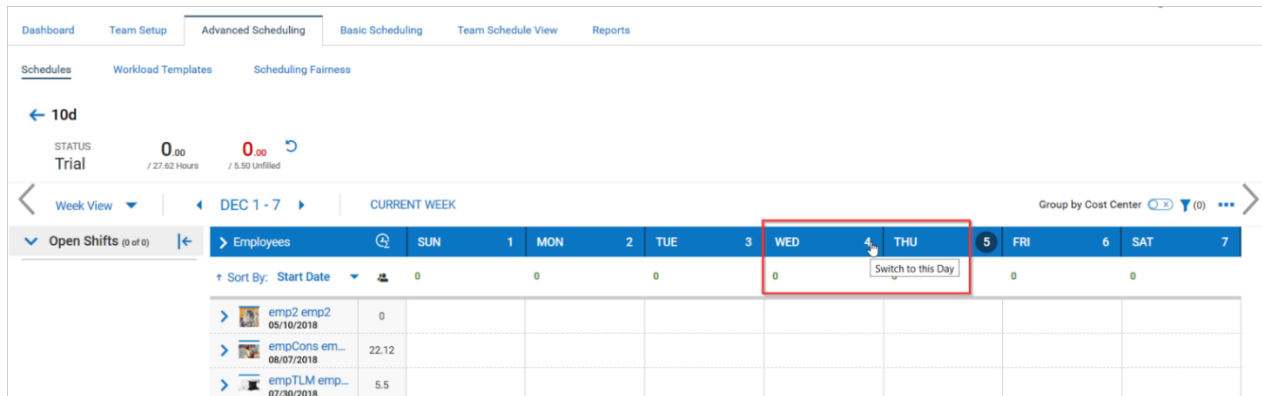 Dashboard Team Setup Advanced Scheduling Basic Scheduling Team Schedule View Reports
Schedules Workload Templates Scheduling Fairness
10d
STATUS 0.00 0.00
Trial / 27.62 Hours / 5.50 Unfilled
Week View DEC 1 - 7 CURRENT WEEK Group by Cost Center (0)
Open Shifts (0 of 0) Employees SUN 1 MON 2 TUE 3 WED 4 THU 5 FRI 6 SAT 7
Switch to this Day
Sort By: Start Date 0 0 0 0 0 0
emp2 emp2 0
05/10/2018
empCons em... 22.12
08/07/2018
empTLM emp... 5.5
07/30/2018